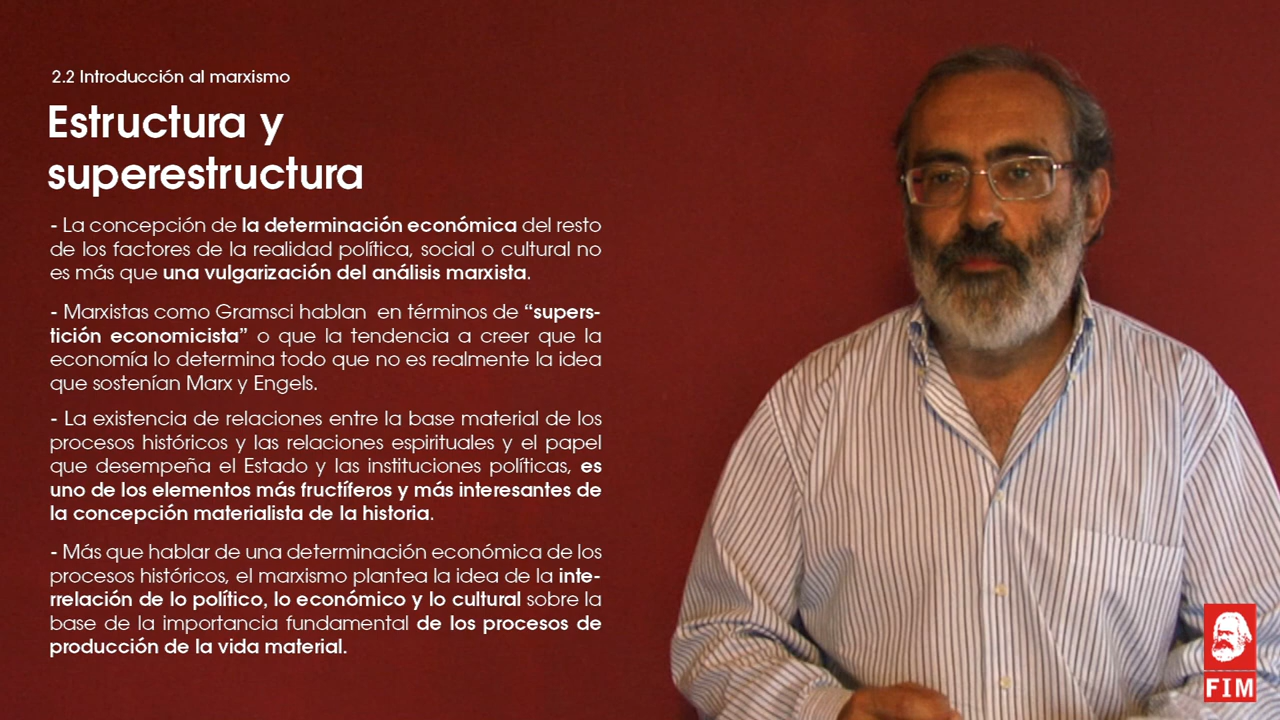 2.2 Introducción al marxismo
Estructura y
superestructura
- La concepción de la determinación económica del resto
de los factores de la realidad política, social o cultural no
es más que una vulgarización del análisis marxista.
- Marxistas como Gramsci hablan en términos de “supers-
tición economicista” o que la tendencia a creer que la
economía lo determina todo que no es realmente la idea
que sostenían Marx y Engels.
- La existencia de relaciones entre la base material de los
procesos históricos y las relaciones espirituales y el papel
que desempeña el Estado y las instituciones políticas, es
uno de los elementos más fructíferos y más interesantes de
la concepción materialista de la historia.
- Más que hablar de una determinación económica de los
procesos históricos, el marxismo plantea la idea de la inte-
rrelación de lo político, lo económico y lo cultural sobre la
base de la importancia fundamental de los procesos de
producción de la vida material.
FIM